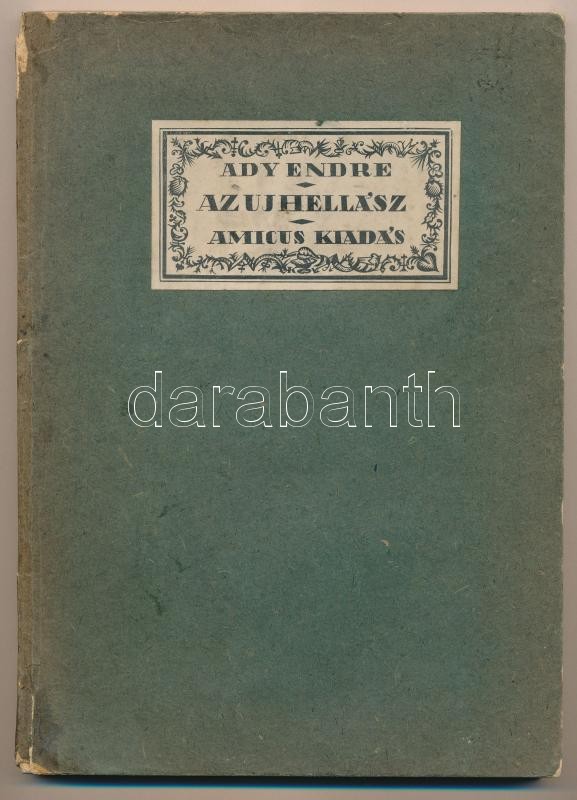 ADY ENDRE
AZ UJ HELLÁSZ
AMICUS KIADÁS
darabanth